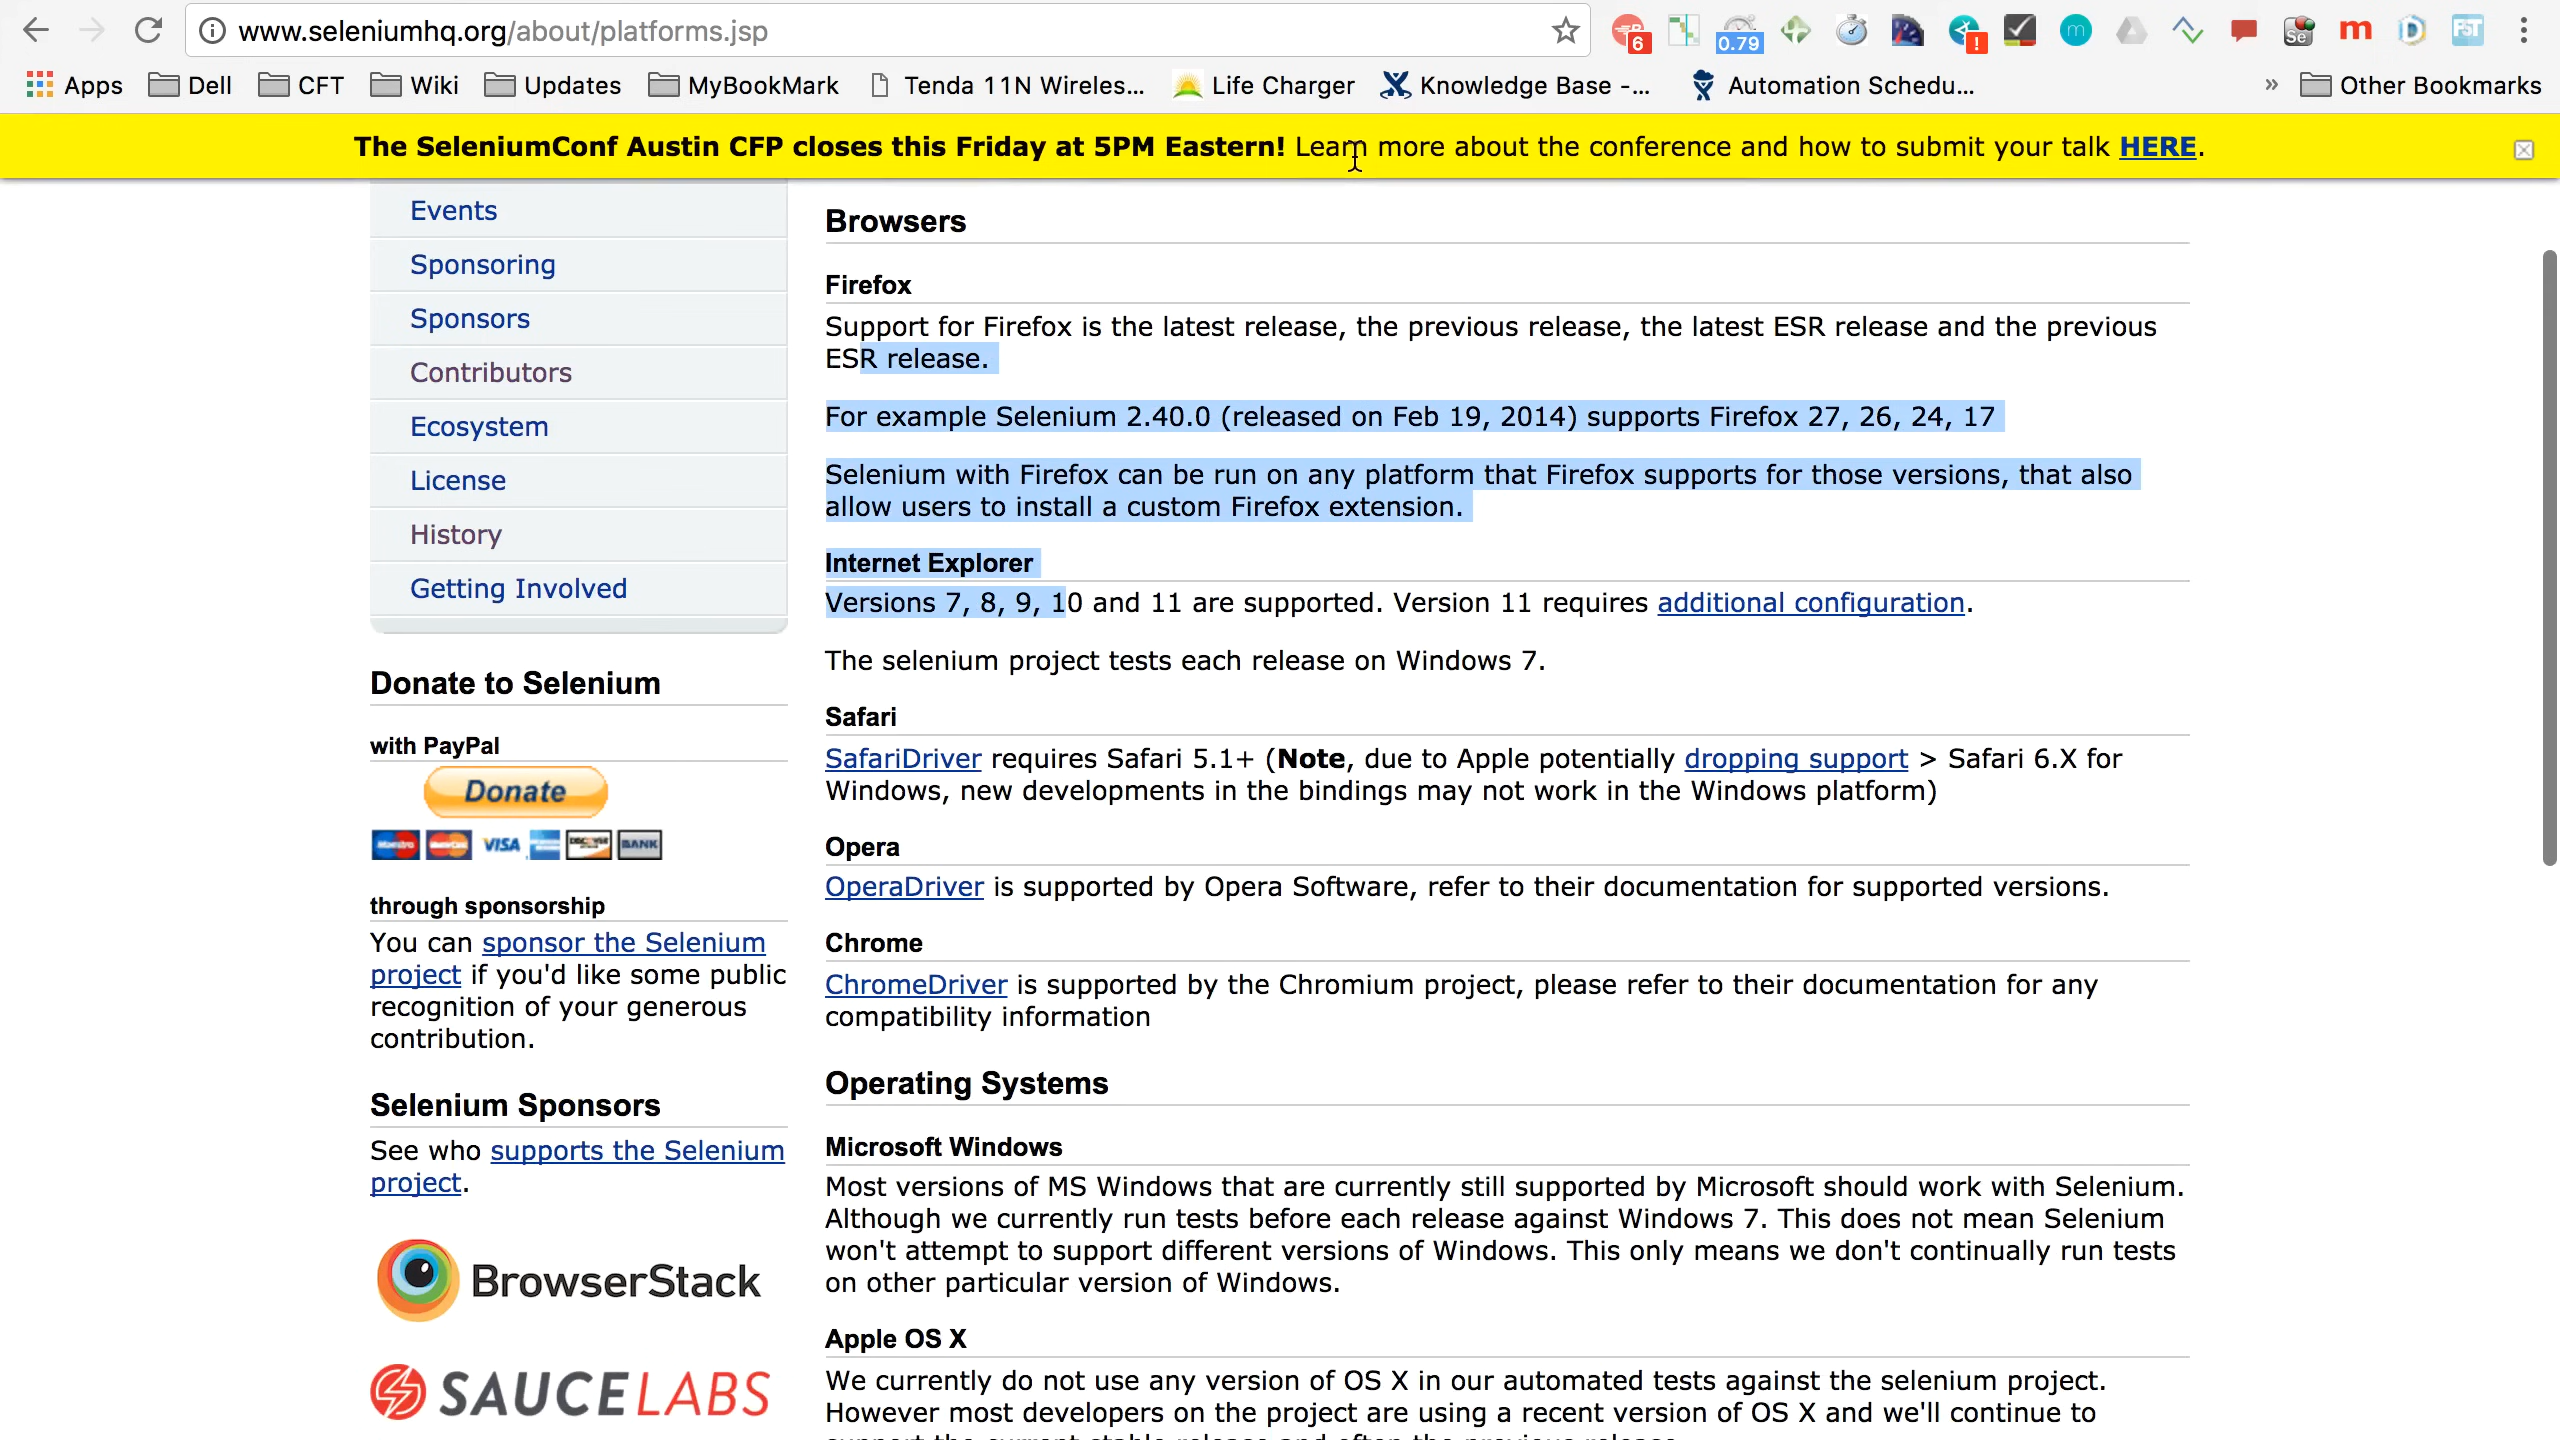 www.seleniumhq.org/about/platforms.jsp
6
0.79
!
m
Se
m
D
FST
Apps
Dell
CFT
Wiki
Updates
MyBookMark
Tenda 11N Wireles...
Life Charger
Knowledge Base -...
Automation Schedu...
»
Other Bookmarks
The SeleniumConf Austin CFP closes this Friday at 5PM Eastern! Learn more about the conference and how to submit your talk HERE.
Events
Sponsoring
Sponsors
Contributors
Ecosystem
License
History
Getting Involved
Donate to Selenium
with PayPal
Donate
Maestro
MasterCard
VISA
DISCOVER
BANK
through sponsorship
You can sponsor the Selenium
project if you'd like some public
recognition of your generous
contribution.
Selenium Sponsors
See who supports the Selenium
project.
BrowserStack
SAUCELABS
Browsers
Firefox
Support for Firefox is the latest release, the previous release, the latest ESR release and the previous
ESR release.
For example Selenium 2.40.0 (released on Feb 19, 2014) supports Firefox 27, 26, 24, 17
Selenium with Firefox can be run on any platform that Firefox supports for those versions, that also
allow users to install a custom Firefox extension.
Internet Explorer
Versions 7, 8, 9, 10 and 11 are supported. Version 11 requires additional configuration.
The selenium project tests each release on Windows 7.
Safari
SafariDriver requires Safari 5.1+ (Note, due to Apple potentially dropping support > Safari 6.X for
Windows, new developments in the bindings may not work in the Windows platform)
Opera
OperaDriver is supported by Opera Software, refer to their documentation for supported versions.
Chrome
ChromeDriver is supported by the Chromium project, please refer to their documentation for any
compatibility information
Operating Systems
Microsoft Windows
Most versions of MS Windows that are currently still supported by Microsoft should work with Selenium.
Although we currently run tests before each release against Windows 7. This does not mean Selenium
won't attempt to support different versions of Windows. This only means we don't continually run tests
on other particular version of Windows.
Apple OS X
We currently do not use any version of OS X in our automated tests against the selenium project.
However most developers on the project are using a recent version of OS X and we'll continue to